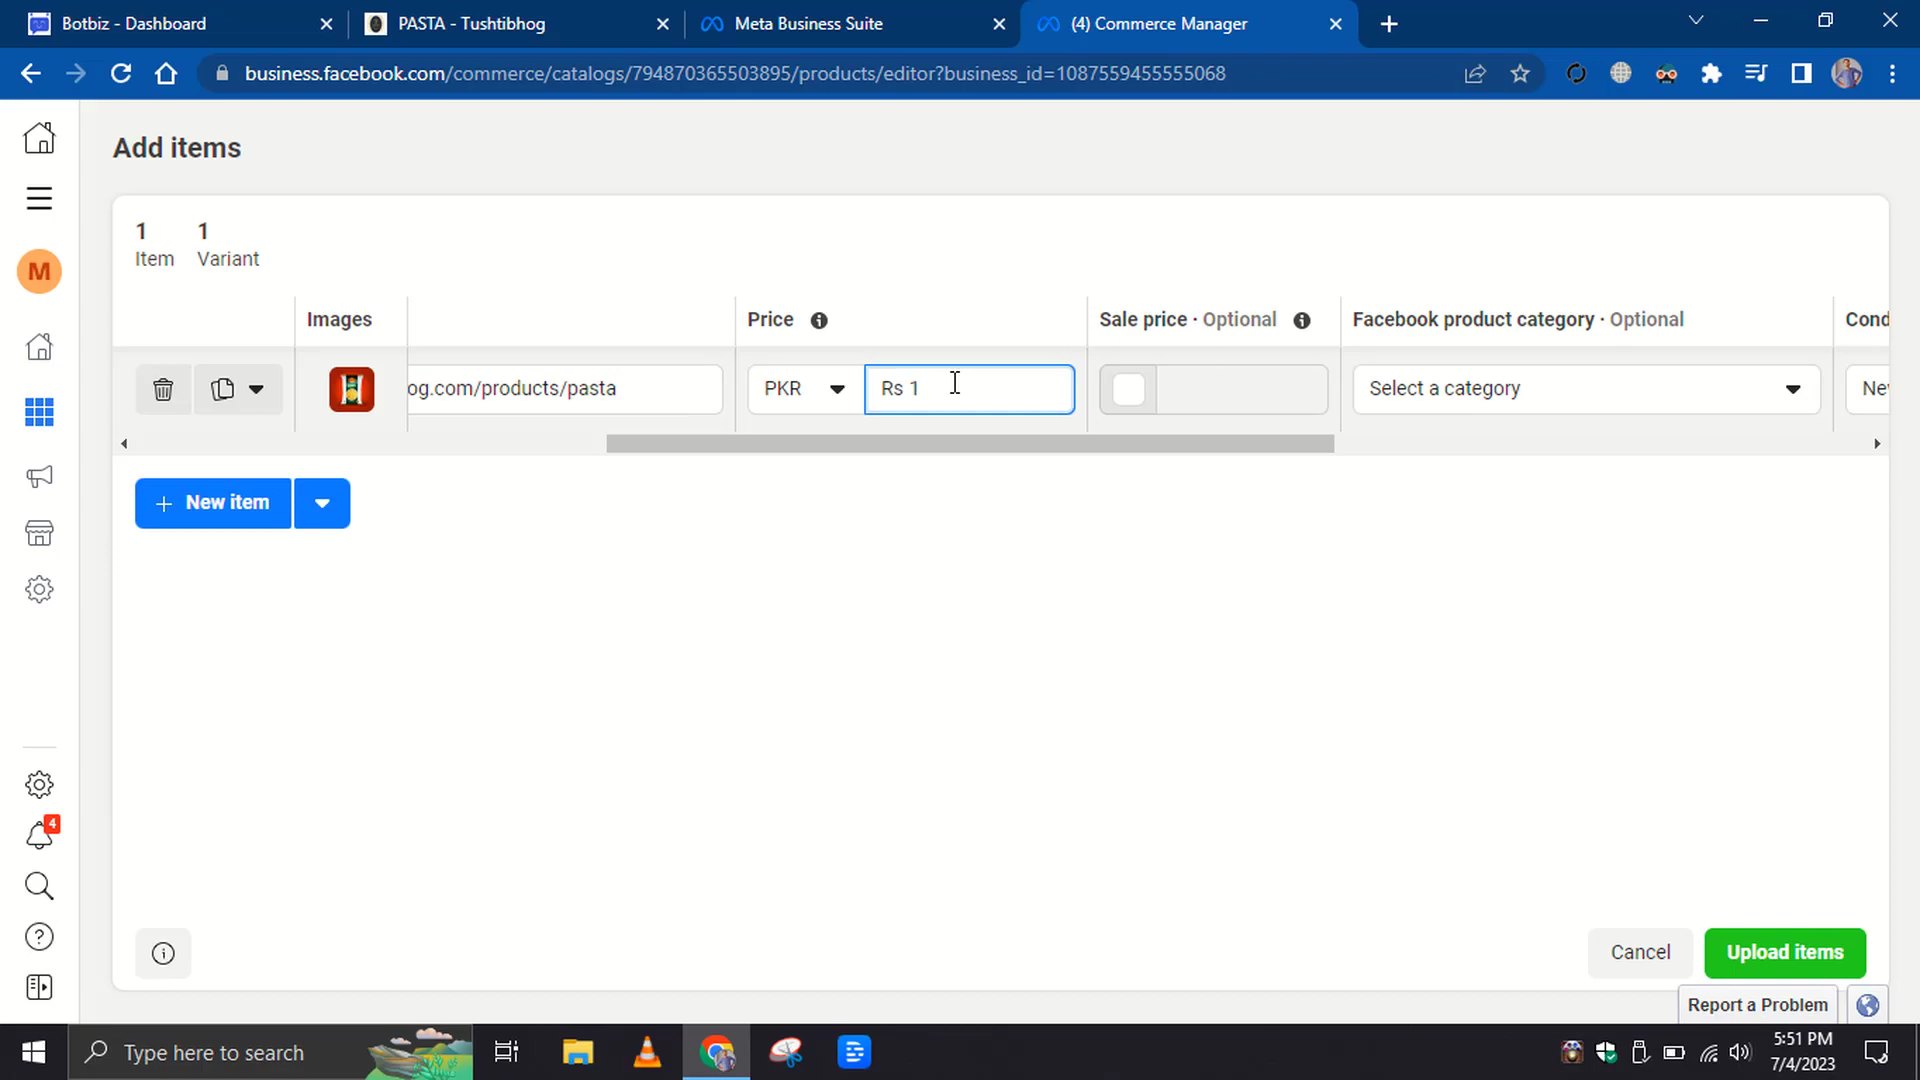 Botbiz - Dashboard
PASTA - Tushtibhog
Meta Business Suite
(4) Commerce Manager
business.facebook.com/commerce/catalogs/794870365503895/products/editor?business_id=1087559455555068
Add items
1 1
Item Variant
M
Images
Price
Sale price · Optional
Facebook product category · Optional
Cond
og.com/products/pasta
PKR
Rs 1
Select a category
Nev
+ New item
4
Cancel
Upload items
Report a Problem
Type here to search
5:51 PM
7/4/2023